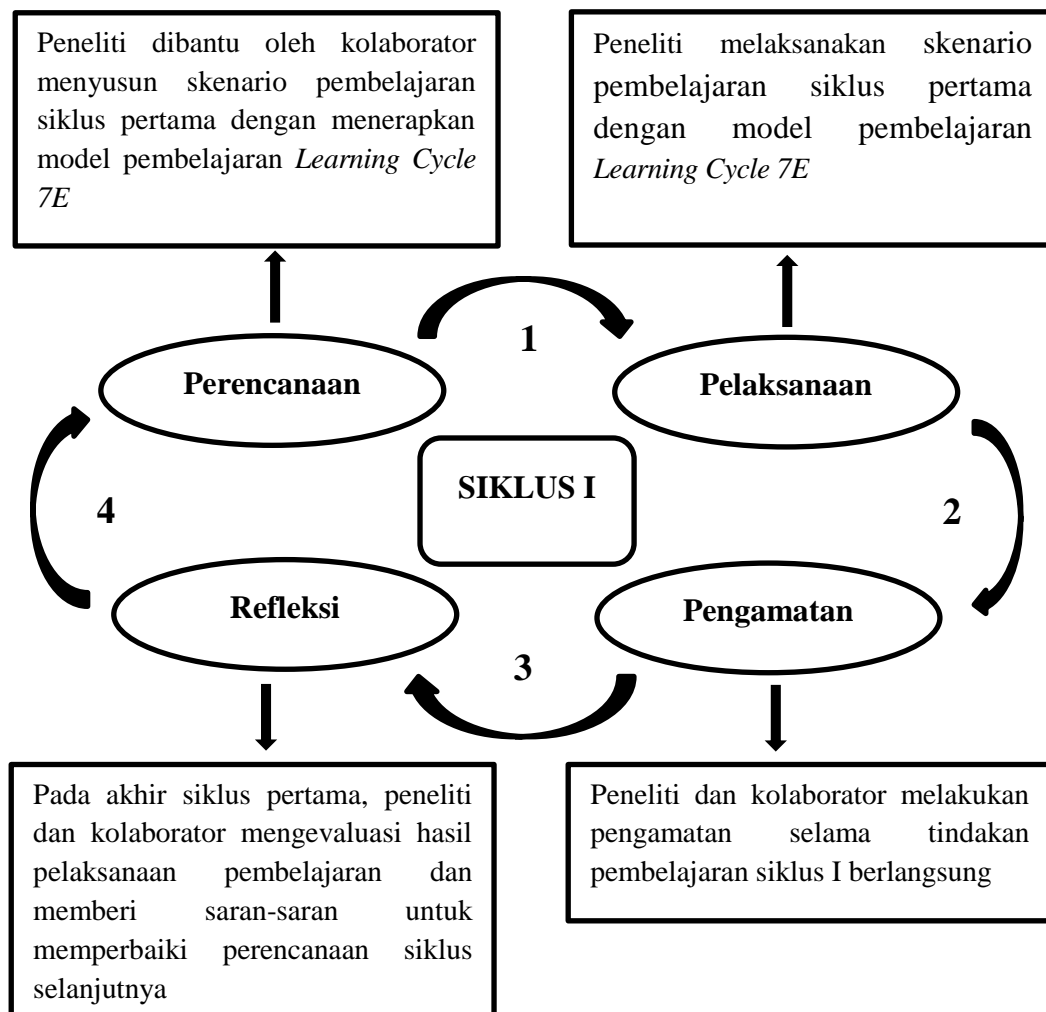 Peneliti dibantu oleh kolaborator
menyusun skenario pembelajaran
siklus pertama dengan menerapkan
model pembelajaran Learning Cycle
7E
Peneliti melaksanakan skenario
pembelajaran siklus pertama
dengan model pembelajaran
Learning Cycle 7E
1
Perencanaan
Pelaksanaan
SIKLUS I
4
2
Refleksi
Pengamatan
3
Pada akhir siklus pertama, peneliti
dan kolaborator mengevaluasi hasil
pelaksanaan pembelajaran dan
memberi saran-saran untuk
memperbaiki perencanaan siklus
selanjutnya
Peneliti dan kolaborator melakukan
pengamatan selama tindakan
pembelajaran siklus I berlangsung